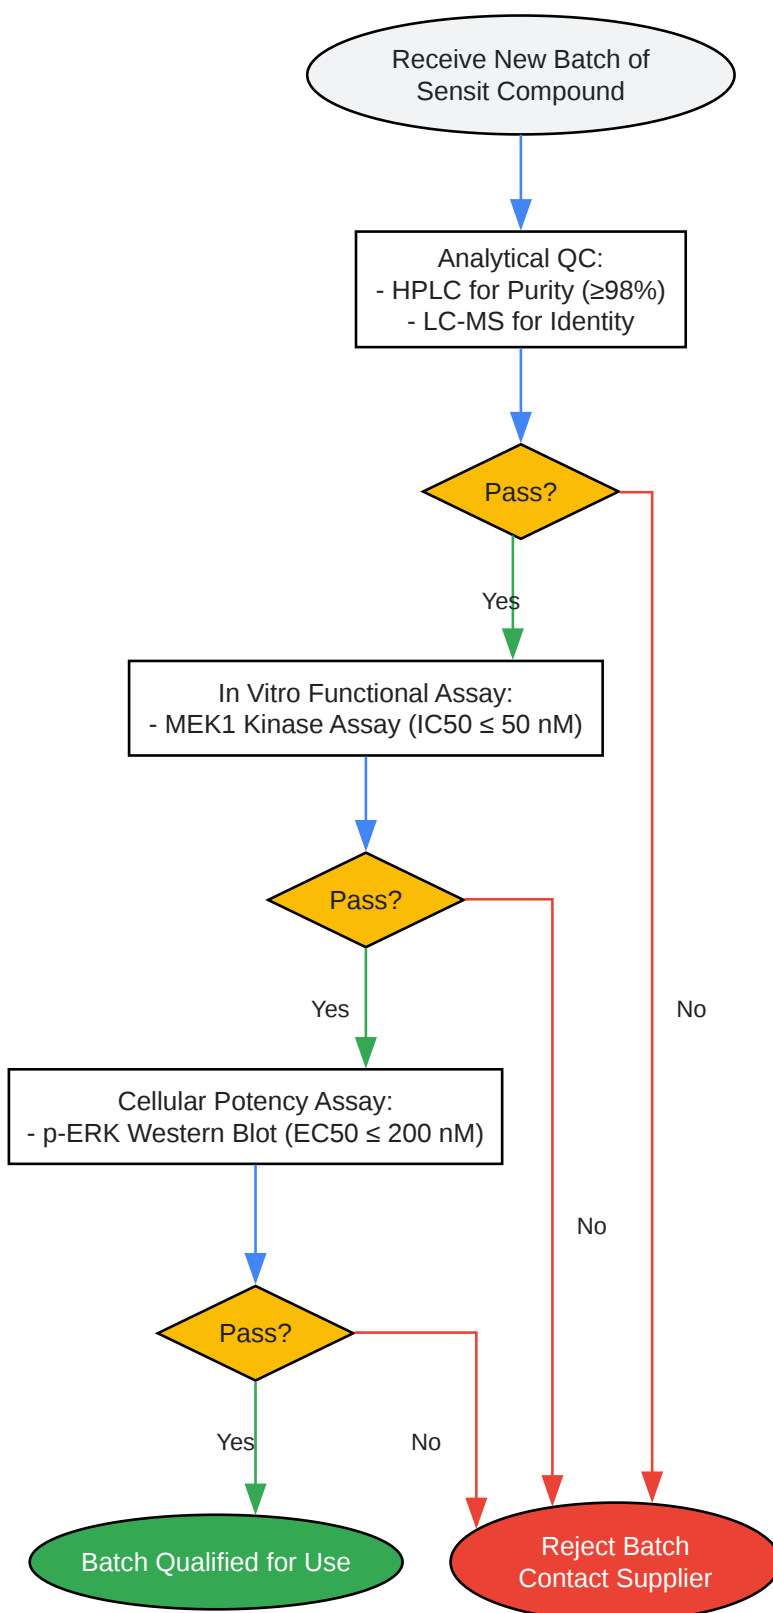 Receive New Batch of
Sensit Compound
Analytical QC:
- HPLC for Purity (≥98%)
- LC-MS for Identity
Pass?
Yes
In Vitro Functional Assay:
- MEK1 Kinase Assay (IC50 ≤ 50 nM)
Pass?
Yes
No
Cellular Potency Assay:
- p-ERK Western Blot (EC50 ≤ 200 nM)
No
Pass?
Yes
No
Batch Qualified for Use
Reject Batch
Contact Supplier